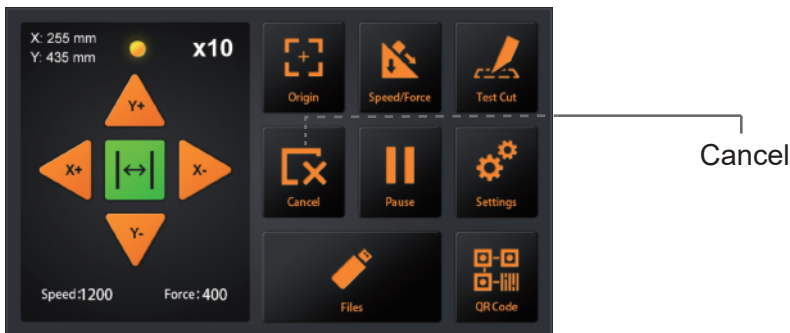 X: 255 mm
Y: 435 mm
x10
Y+
X+
X-
Y-
Speed:1200
Force:400
Origin
Speed/Force
Test Cut
Cancel
Pause
Settings
Files
QR Code
Cancel